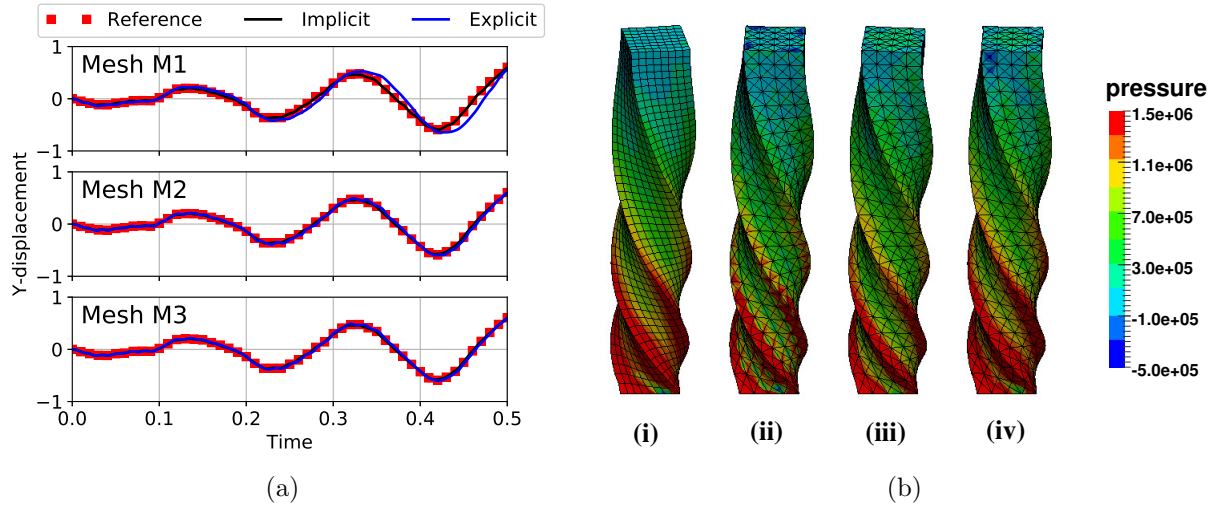 Reference Implicit Explicit
1
Mesh M1
0
−1
1
Mesh M2
0
−1
1
Mesh M3
0
−1
Y-displacement
0.0 0.1 0.2 0.3 0.4 0.5
Time
(a)
pressure
1.5e+06
1.1e+06
7.0e+05
3.0e+05
-1.0e+05
-5.0e+05
(i) (ii) (iii) (iv)
(b)